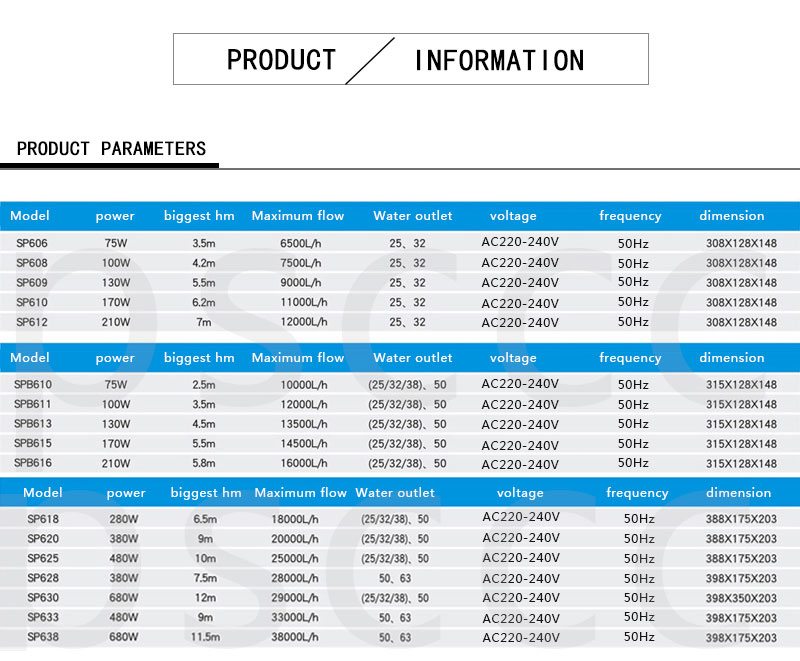 PRODUCT INFORMATION
PRODUCT PARAMETERS
Model power biggest hm Maximum flow Water outlet voltage frequency dimension
SP606 75W 3.5m 6500L/h 25、32 AC220-240V 50Hz 308X128X148
SP608 100W 4.2m 7500L/h 25、32 AC220-240V 50Hz 308X128X148
SP609 130W 5.5m 9000L/h 25、32 AC220-240V 50Hz 308X128X148
SP610 170W 6.2m 11000L/h 25、32 AC220-240V 50Hz 308X128X148
SP612 210W 7m 12000L/h 25、32 AC220-240V 50Hz 308X128X148
Model power biggest hm Maximum flow Water outlet voltage frequency dimension
SPB610 75W 2.5m 10000L/h (25/32/38)、50 AC220-240V 50Hz 315X128X148
SPB611 100W 3.5m 12000L/h (25/32/38)、50 AC220-240V 50Hz 315X128X148
SPB613 130W 4.5m 13500L/h (25/32/38)、50 AC220-240V 50Hz 315X128X148
SPB615 170W 5.5m 14500L/h (25/32/38)、50 AC220-240V 50Hz 315X128X148
SPB616 210W 5.8m 16000L/h (25/32/38)、50 AC220-240V 50Hz 315X128X148
Model power biggest hm Maximum flow Water outlet voltage frequency dimension
SP618 280W 6.5m 18000L/h (25/32/38)、50 AC220-240V 50Hz 388X175X203
SP620 380W 9m 20000L/h (25/32/38)、50 AC220-240V 50Hz 388X175X203
SP625 480W 10m 25000L/h (25/32/38)、50 AC220-240V 50Hz 388X175X203
SP628 380W 7.5m 28000L/h 50、63 AC220-240V 50Hz 398X175X203
SP630 680W 12m 29000L/h (25/32/38)、50 AC220-240V 50Hz 398X350X203
SP633 480W 9m 33000L/h 50、63 AC220-240V 50Hz 398X175X203
SP638 680W 11.5m 38000L/h 50、63 AC220-240V 50Hz 398X175X203